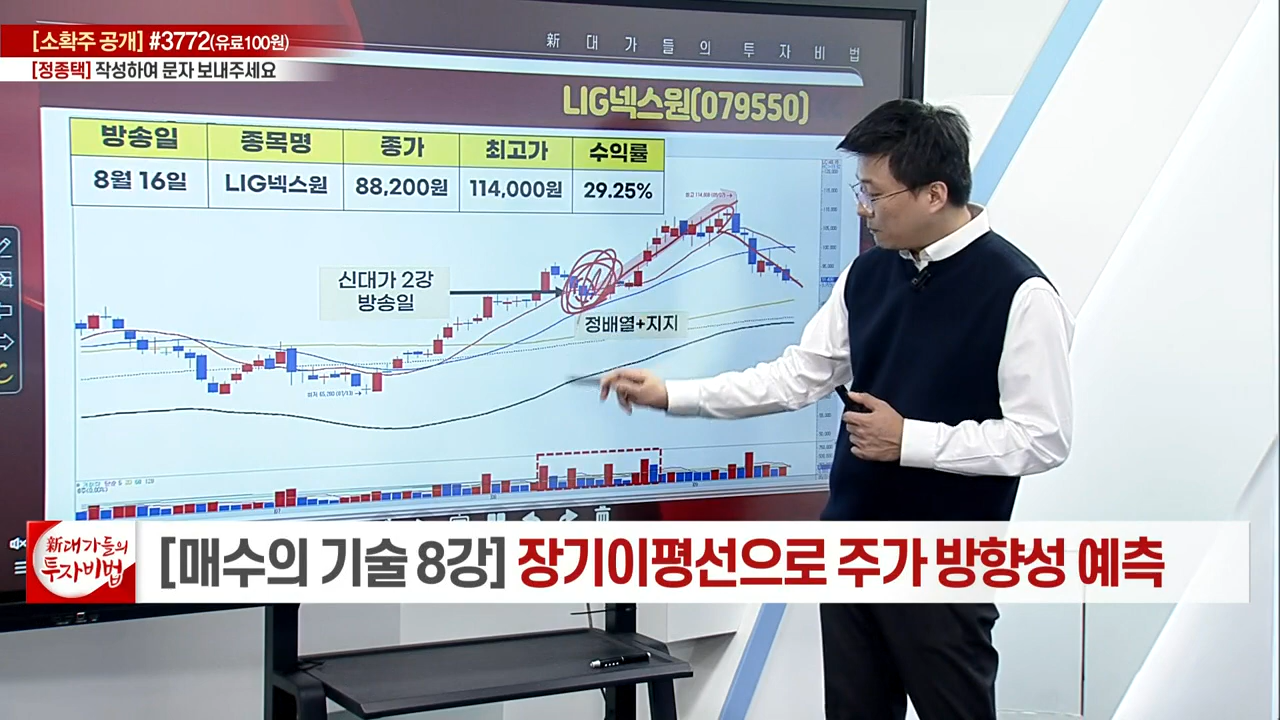 [소확주 공개] #3772(유료100원)
[정종택] 작성하여 문자 보내주세요
新 대 가 들 의 투 자 비 법
LIG넥스원(079550)
방송일 종목명 종가 최고가 수익률
8월 16일 LIG넥스원 88,200원 114,000원 29.25%
신대가 2강
방송일
정배열+지지
新대가들의
투자비법
[매수의 기술 8강] 장기이평선으로 주가 방향성 예측